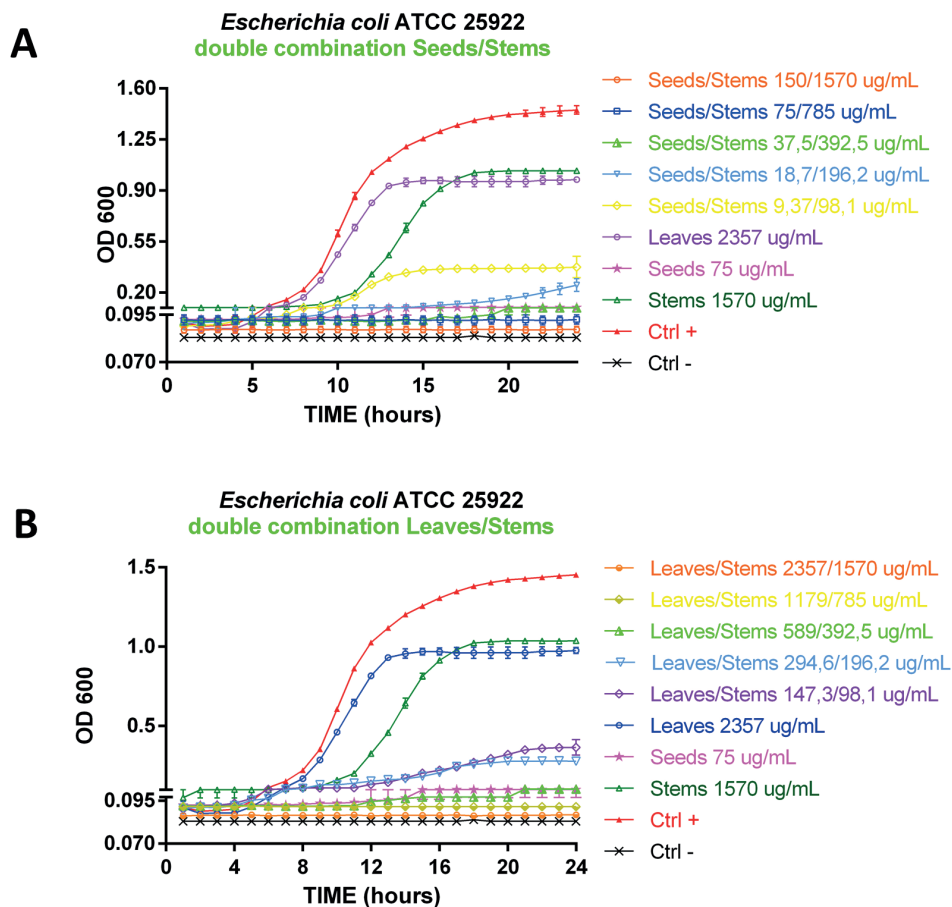 A
Escherichia coli ATCC 25922
double combination Seeds/Stems
OD 600
1.60
1.25
0.90
0.55
0.20
0.095
0.070
0 5 10 15 20
TIME (hours)
Seeds/Stems 150/1570 ug/mL
Seeds/Stems 75/785 ug/mL
Seeds/Stems 37,5/392,5 ug/mL
Seeds/Stems 18,7/196,2 ug/mL
Seeds/Stems 9,37/98,1 ug/mL
Leaves 2357 ug/mL
Seeds 75 ug/mL
Stems 1570 ug/mL
Ctrl +
Ctrl -
B
Escherichia coli ATCC 25922
double combination Leaves/Stems
OD 600
1.5
1.0
0.5
0.095
0.070
0 4 8 12 16 20 24
TIME (hours)
Leaves/Stems 2357/1570 ug/mL
Leaves/Stems 1179/785 ug/mL
Leaves/Stems 589/392,5 ug/mL
Leaves/Stems 294,6/196,2 ug/mL
Leaves/Stems 147,3/98,1 ug/mL
Leaves 2357 ug/mL
Seeds 75 ug/mL
Stems 1570 ug/mL
Ctrl +
Ctrl -